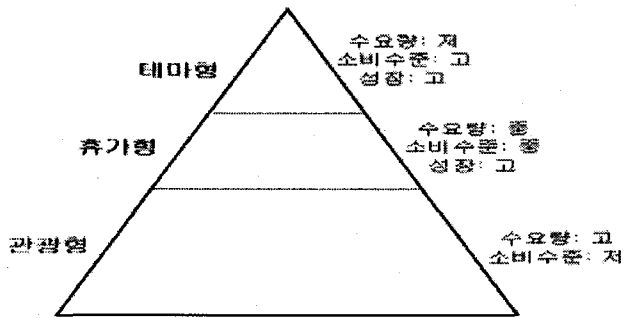 테마형
수요량: 저
소비수준: 고
성장: 고
휴가형
수요량: 중
소비수준: 중
성장: 고
관광형
수요량: 고
소비수준: 저